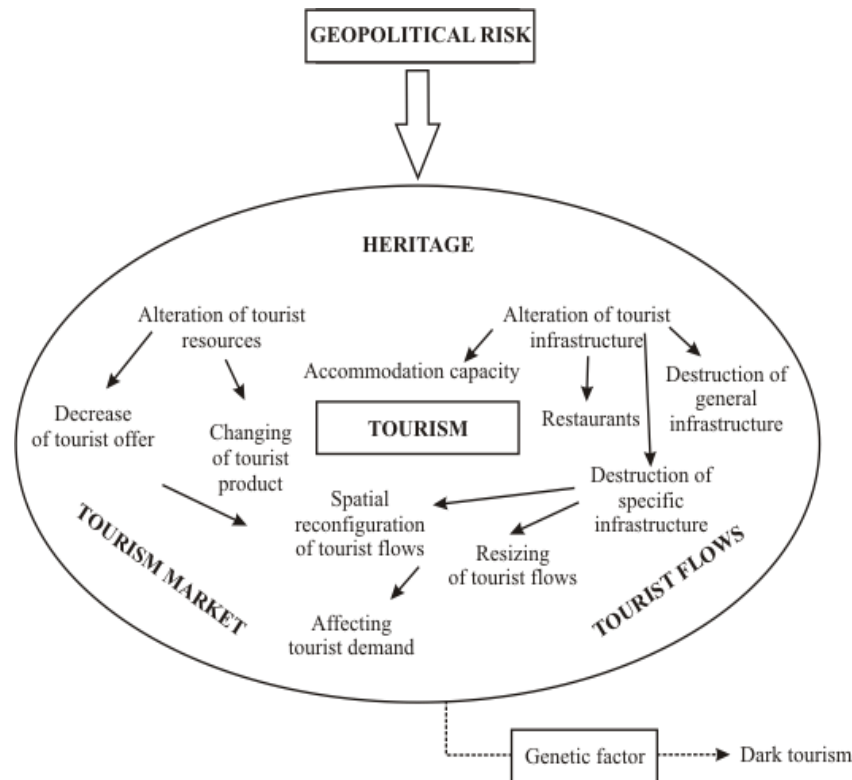 GEOPOLITICAL RISK
HERITAGE
Alteration of tourist
resources
Alteration of tourist
infrastructure
Accommodation capacity
Destruction of
general
infrastructure
Decrease
of tourist offer
Changing
of tourist
product
TOURISM
Restaurants
Spatial
reconfiguration
of tourist flows
Destruction of
specific
infrastructure
Resizing
of tourist flows
TOURISM MARKET
TOURIST FLOWS
Affecting
tourist demand
Genetic factor
Dark tourism